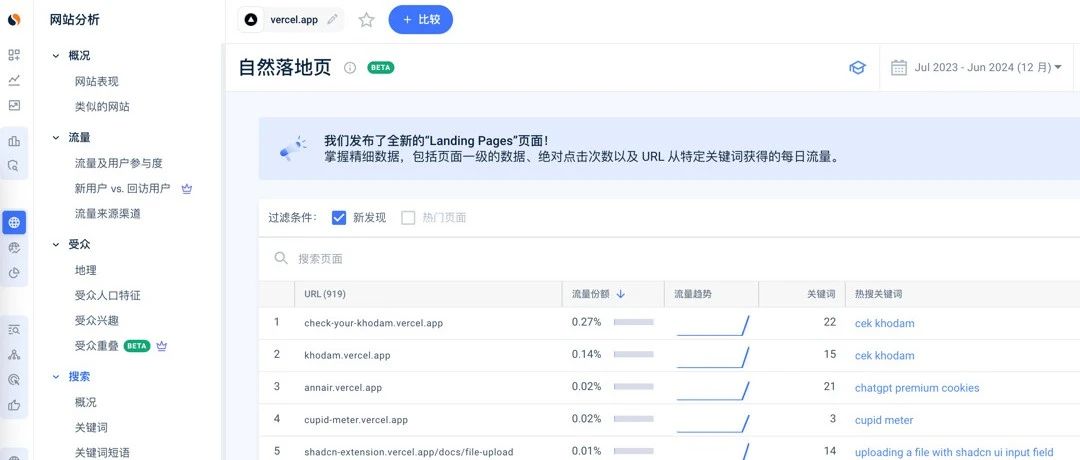 网站分析
概况
网站表现
类似的网站
流量
流量及用户参与度
新用户 vs. 回访用户
流量来源渠道
受众
地理
受众人口特征
受众兴趣
受众重叠 BETA
搜索
概况
关键词
关键词短语
vercel.app
+ 比较
自然落地页 BETA
Jul 2023 - Jun 2024 (12 月)
我们发布了全新的“Landing Pages”页面！
掌握精细数据，包括页面一级的数据、绝对点击次数以及 URL 从特定关键词获得的每日流量。
过滤条件： 新发现 热门页面
搜索页面
URL (919) 流量份额 ↓ 流量趋势 关键词 热搜关键词
1 check-your-khodam.vercel.app 0.27% 22 cek khodam
2 khodam.vercel.app 0.14% 15 cek khodam
3 annair.vercel.app 0.02% 21 chatgpt premium cookies
4 cupid-meter.vercel.app 0.02% 3 cupid meter
5 shadcn-extension.vercel.app/docs/file-upload 0.01% 14 uploading a file with shadcn ui input field